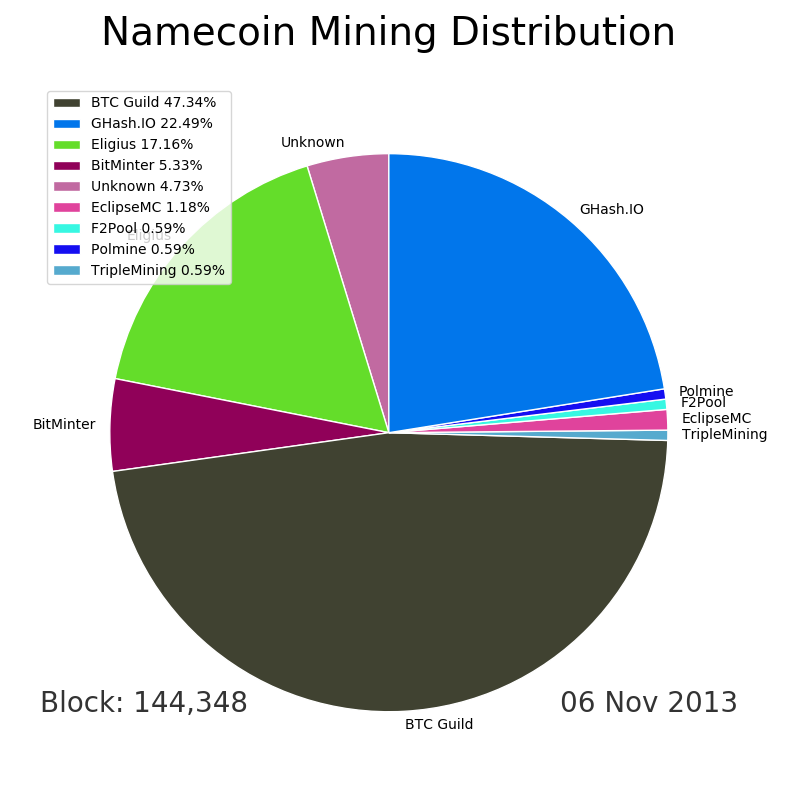 Namecoin Mining Distribution
BTC Guild 47.34%
GHash.IO 22.49%
Eligius 17.16%
BitMinter 5.33%
Unknown 4.73%
EclipseMC 1.18%
F2Pool 0.59%
Polmine 0.59%
TripleMining 0.59%
Unknown
GHash.IO
Eligius
Polmine
F2Pool
EclipseMC
TripleMining
BitMinter
BTC Guild
Block: 144,348
06 Nov 2013